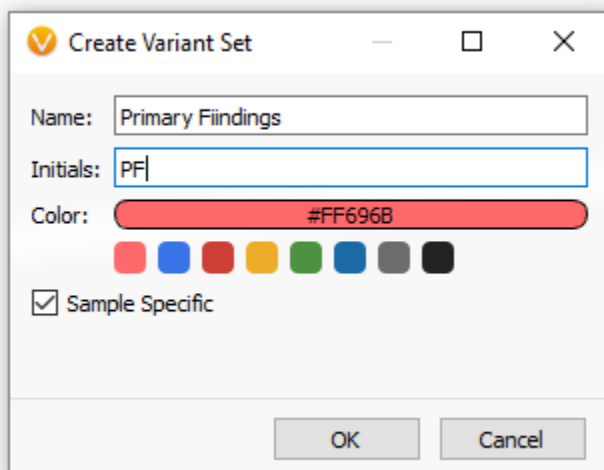 Create Variant Set
Name: Primary Fiindings
Initials: PF
Color: #FF696B
Sample Specific
OK Cancel